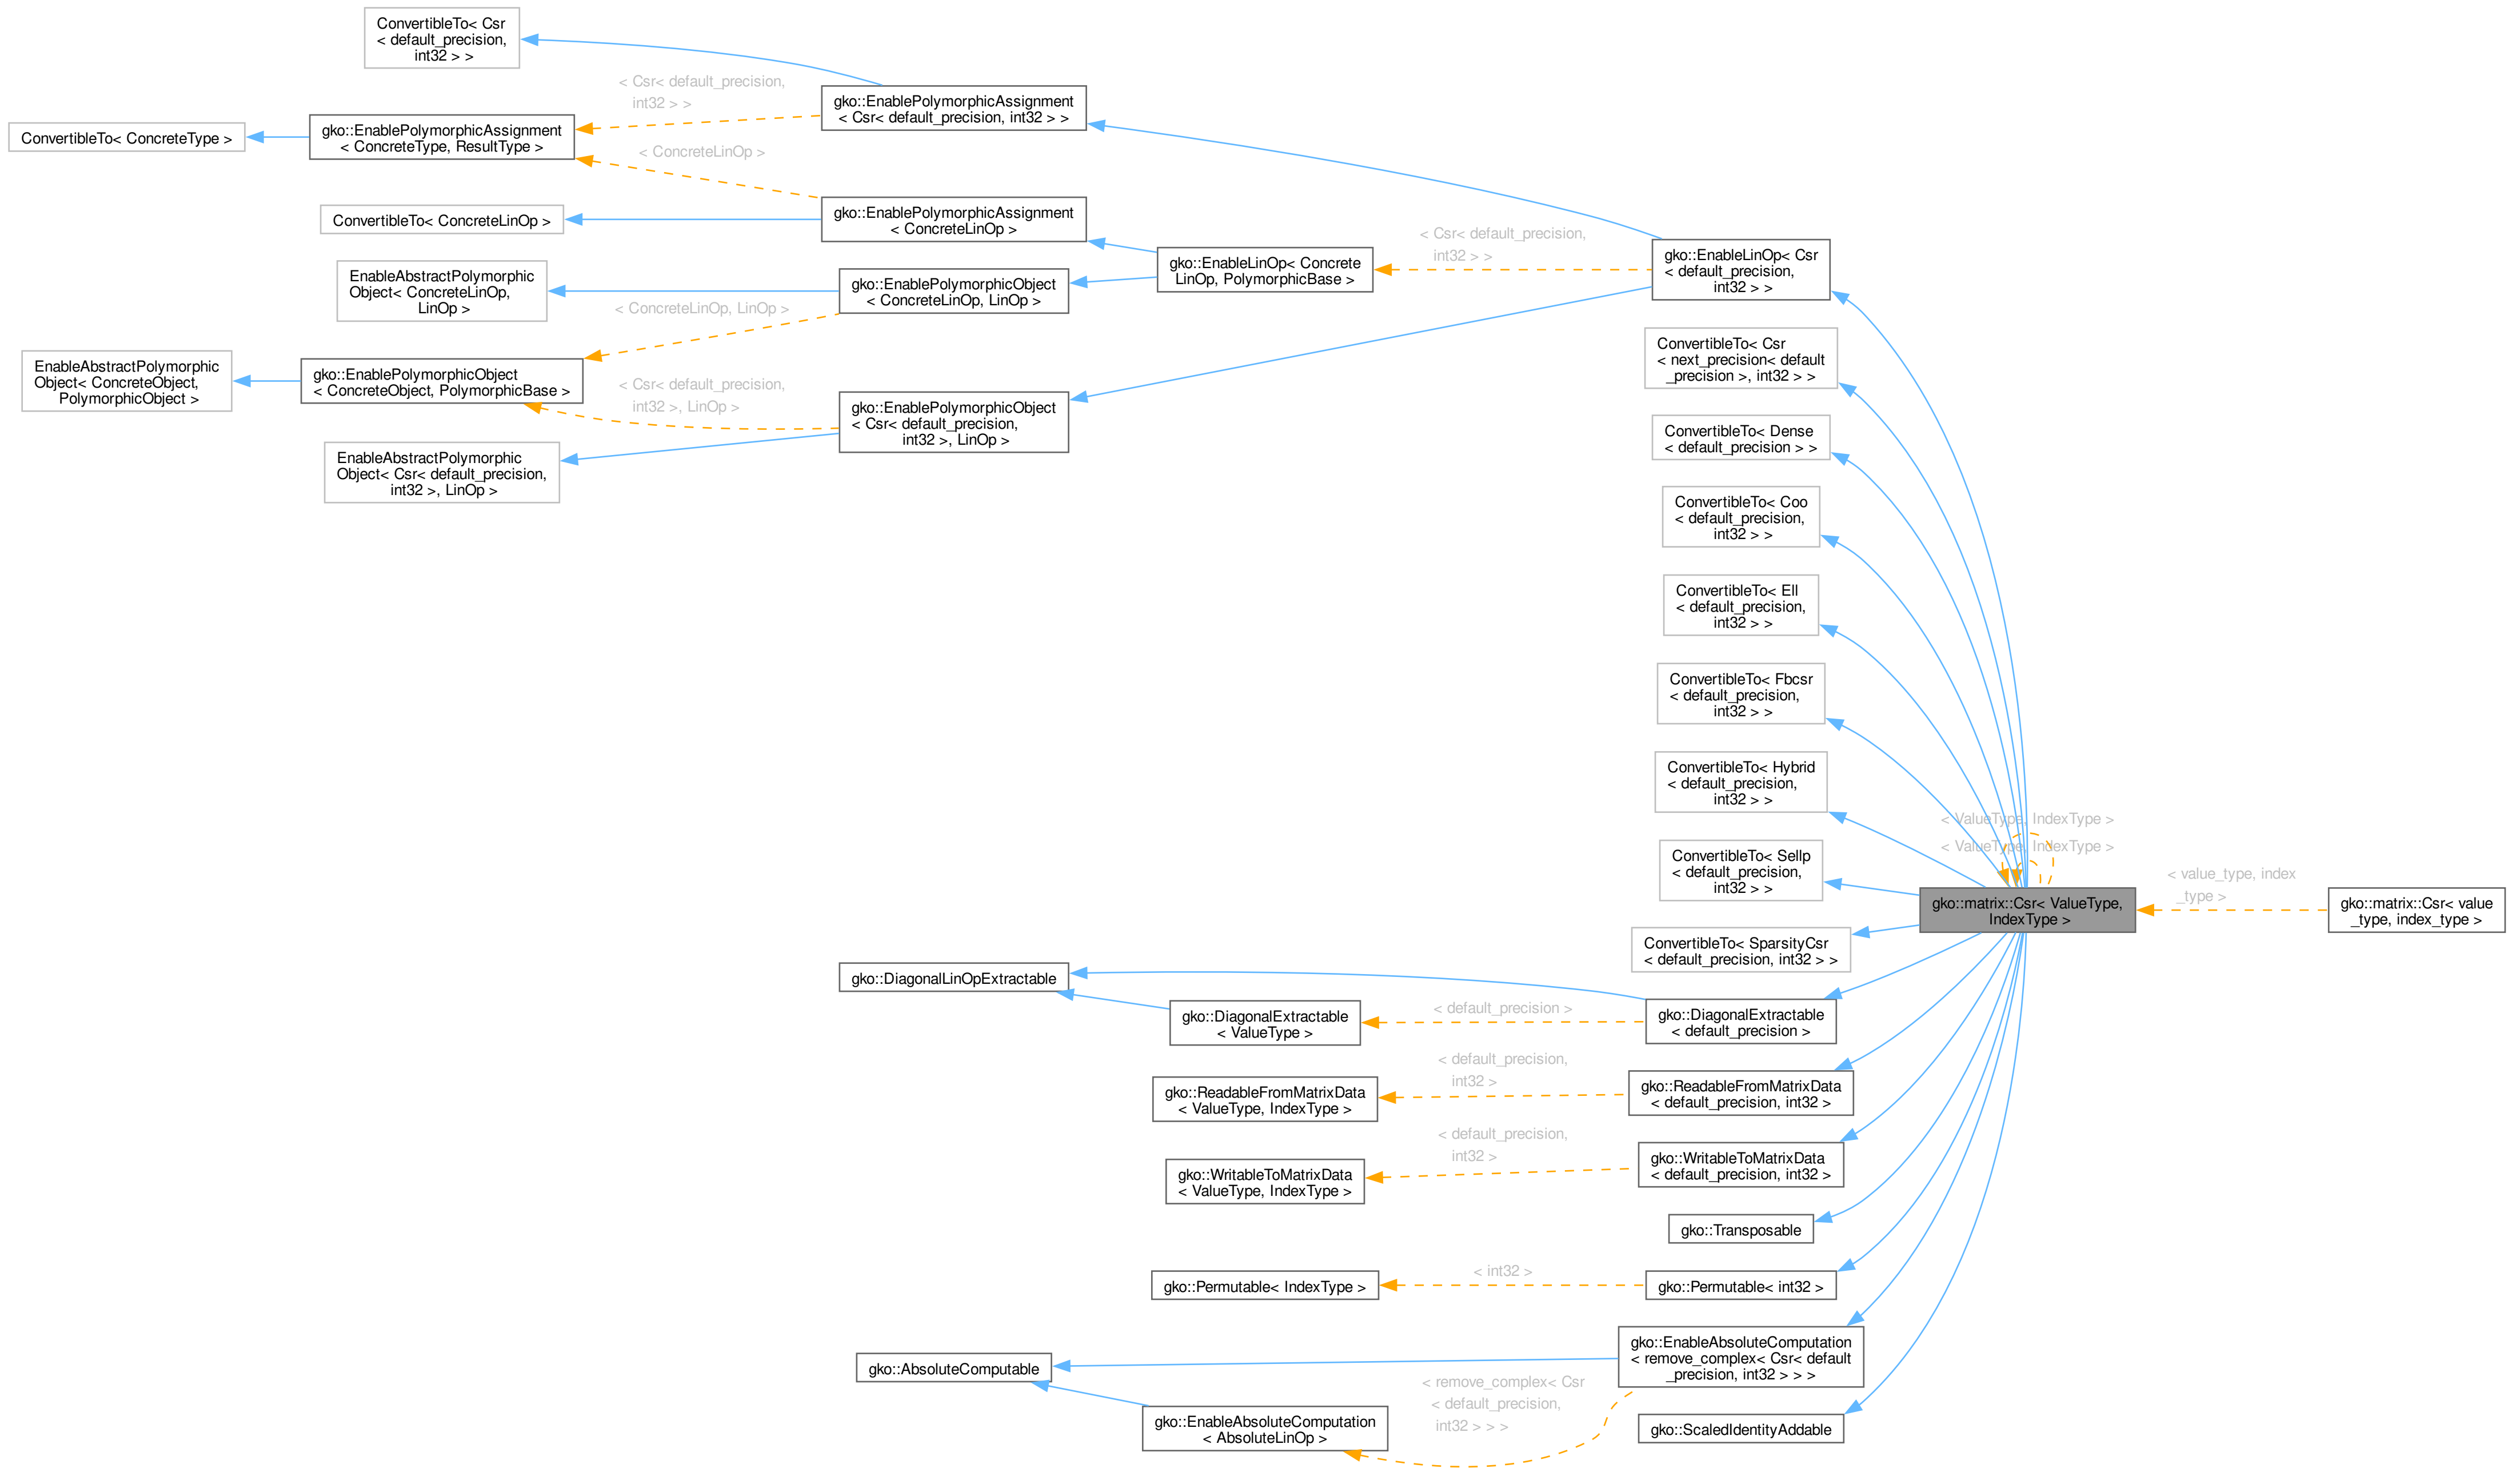 ConvertibleTo< Csr
< default_precision,
int32 > >
ConvertibleTo< ConcreteType >
gko::EnablePolymorphicAssignment
< ConcreteType, ResultType >
< Csr< default_precision,
int32 > >
< ConcreteLinOp >
gko::EnablePolymorphicAssignment
< Csr< default_precision, int32 > >
ConvertibleTo< ConcreteLinOp >
gko::EnablePolymorphicAssignment
< ConcreteLinOp >
EnableAbstractPolymorphic
Object< ConcreteLinOp,
LinOp >
gko::EnablePolymorphicObject
< ConcreteLinOp, LinOp >
gko::EnableLinOp< Concrete
LinOp, PolymorphicBase >
< Csr< default_precision,
int32 > >
gko::EnableLinOp< Csr
< default_precision,
int32 > >
< ConcreteLinOp, LinOp >
EnableAbstractPolymorphic
Object< ConcreteObject,
PolymorphicObject >
gko::EnablePolymorphicObject
< ConcreteObject, PolymorphicBase >
< Csr< default_precision,
int32 >, LinOp >
gko::EnablePolymorphicObject
< Csr< default_precision,
int32 >, LinOp >
EnableAbstractPolymorphic
Object< Csr< default_precision,
int32 >, LinOp >
ConvertibleTo< Csr
< next_precision< default
_precision >, int32 > >
ConvertibleTo< Dense
< default_precision > >
ConvertibleTo< Coo
< default_precision,
int32 > >
ConvertibleTo< Ell
< default_precision,
int32 > >
ConvertibleTo< Fbcsr
< default_precision,
int32 > >
ConvertibleTo< Hybrid
< default_precision,
int32 > >
< ValueType, IndexType >
< ValueType, IndexType >
ConvertibleTo< Sellp
< default_precision,
int32 > >
gko::matrix::Csr< ValueType,
IndexType >
< value_type, index
_type >
gko::matrix::Csr< value
_type, index_type >
ConvertibleTo< SparsityCsr
< default_precision, int32 > >
gko::DiagonalLinOpExtractable
gko::DiagonalExtractable
< ValueType >
< default_precision >
gko::DiagonalExtractable
< default_precision >
gko::ReadableFromMatrixData
< ValueType, IndexType >
< default_precision,
int32 >
gko::ReadableFromMatrixData
< default_precision, int32 >
gko::WritableToMatrixData
< ValueType, IndexType >
< default_precision,
int32 >
gko::WritableToMatrixData
< default_precision, int32 >
gko::Transposable
gko::Permutable< IndexType >
< int32 >
gko::Permutable< int32 >
gko::AbsoluteComputable
gko::EnableAbsoluteComputation
< remove_complex< Csr< default
_precision, int32 > > >
gko::EnableAbsoluteComputation
< AbsoluteLinOp >
< remove_complex< Csr
< default_precision,
int32 > > >
gko::ScaledIdentityAddable